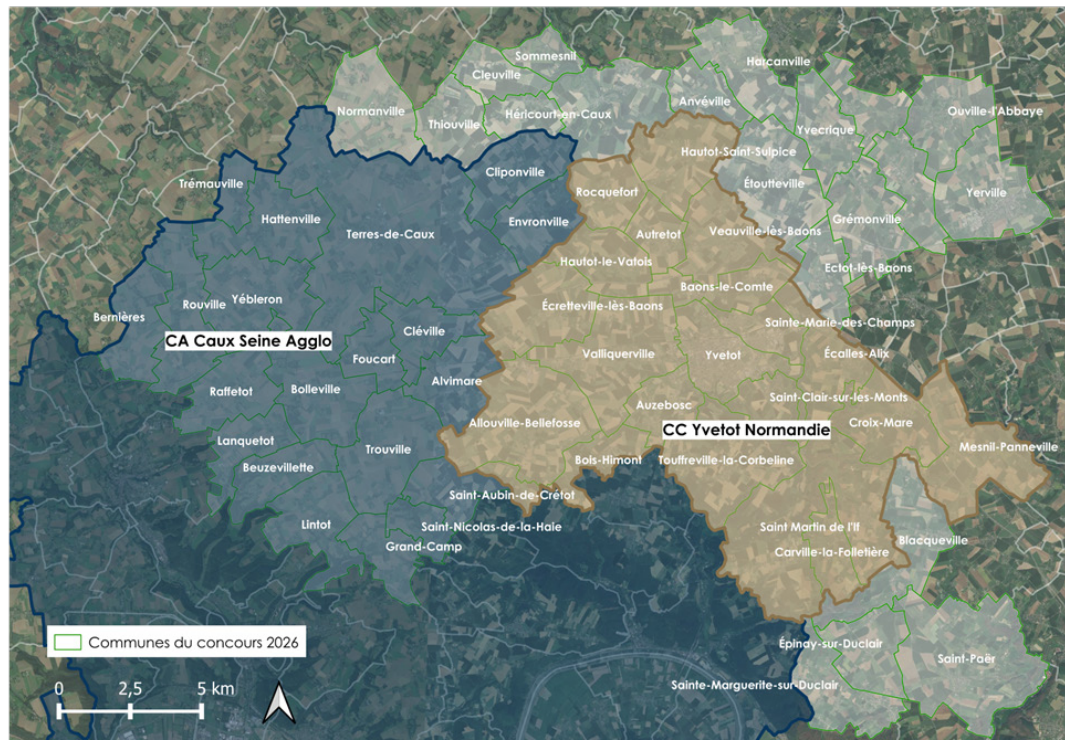 Sommesnil
Harcanville
Cleuville
Normanville
Thiouville
Héricourt-en-Caux
Anvéville
Yvecrique
Ouville-l'Abbaye
Hautot-Saint-Sulpice
Cliponville
Trémauville
Rocquefort
Étoutteville
Yerville
Hattenville
Envronville
Grémonville
Terres-de-Caux
Autretot
Veauville-lès-Baons
Hautot-le-Vatois
Ectot-lès-Baons
Baons-le-Comte
Rouville
Yébleron
Écretteville-lès-Baons
Bernières
Cléville
Sainte-Marie-des-Champs
CA Caux Seine Agglo
Foucart
Valliquerville
Yvetot
Écalles-Alix
Raffetot
Bolleville
Alvimare
Saint-Clair-sur-les-Monts
Auzebosc
Allouville-Bellefosse
Croix-Mare
CC Yvetot Normandie
Lanquetot
Trouville
Mesnil-Panneville
Bois-Himont
Touffreville-la-Corbeline
Beuzevillette
Saint-Aubin-de-Crétot
Lintot
Saint-Nicolas-de-la-Haie
Saint Martin de l'If
Blacqueville
Grand-Camp
Carville-la-Folletière
Communes du concours 2026
Épinay-sur-Duclair
Saint-Paër
Sainte-Marguerite-sur-Duclair
0 2,5 5 km